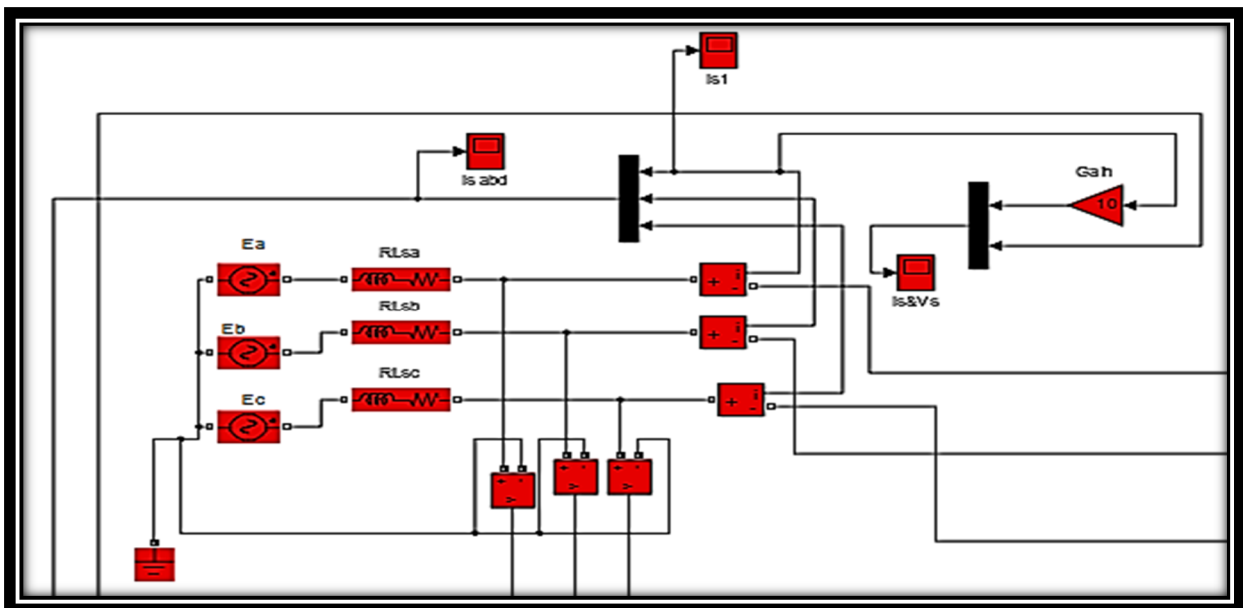 Is1
Is abd
Gain
10
Ea
RLsa
Is&Vs
RLsb
Eb
RLsc
Ec
+ i -
+ i -
+ i -
+ - v
+ - v
+ - v